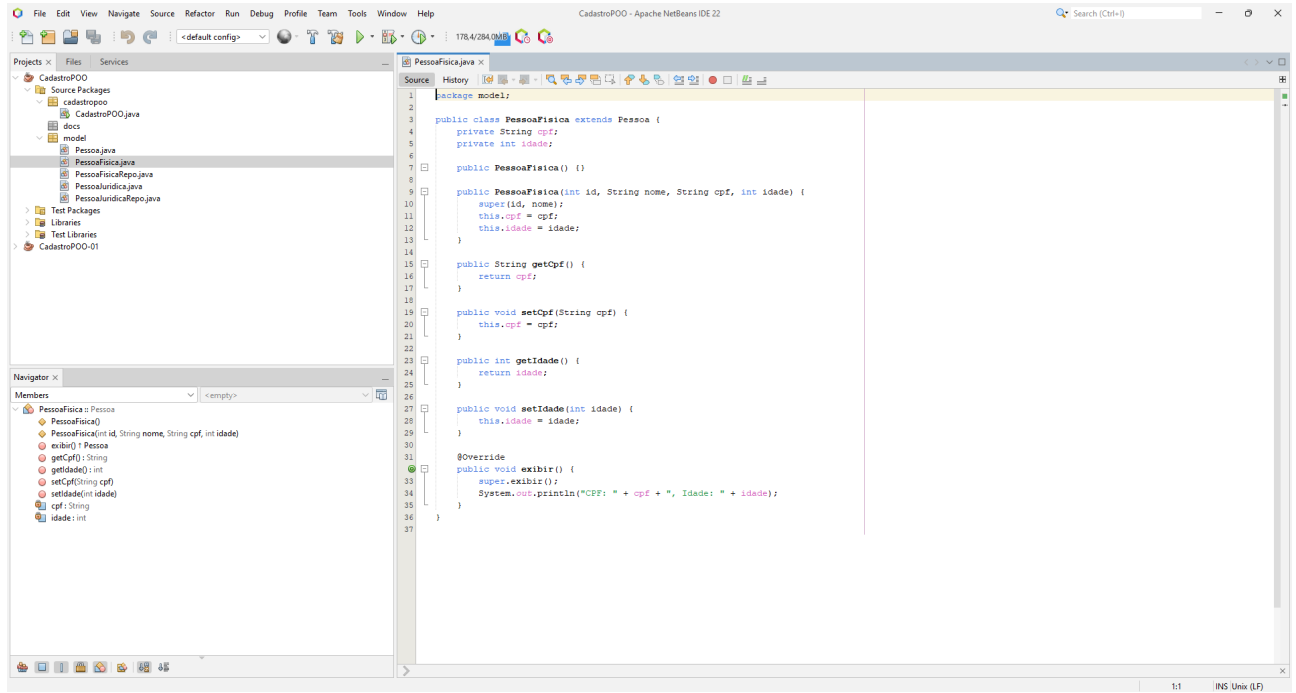 File Edit View Navigate Source Refactor Run Debug Profile Team Tools Window Help
CadastroPOO - Apache NetBeans IDE 22
Search (Ctrl+I)
<default config>
178,4/284,0MB
Projects Files Services
CadastroPOO
Source Packages
cadastropoo
CadastroPOO.java
docs
model
Pessoa.java
PessoaFisica.java
PessoaFisicaRepo.java
PessoaJuridica.java
PessoaJuridicaRepo.java
Test Packages
Libraries
Test Libraries
CadastroPOO-01
Navigator
Members
<empty>
PessoaFisica :: Pessoa
PessoaFisica()
PessoaFisica(int id, String nome, String cpf, int idade)
exibir() ↑ Pessoa
getCpf() : String
getIdade() : int
setCpf(String cpf)
setIdade(int idade)
cpf : String
idade : int
PessoaFisica.java
Source History
1 package model;
2
3 public class PessoaFisica extends Pessoa {
4 private String cpf;
5 private int idade;
6
7 public PessoaFisica() {}
8
9 public PessoaFisica(int id, String nome, String cpf, int idade) {
10 super(id, nome);
11 this.cpf = cpf;
12 this.idade = idade;
13 }
14
15 public String getCpf() {
16 return cpf;
17 }
18
19 public void setCpf(String cpf) {
20 this.cpf = cpf;
21 }
22
23 public int getIdade() {
24 return idade;
25 }
26
27 public void setIdade(int idade) {
28 this.idade = idade;
29 }
30
31 @Override
public void exibir() {
33 super.exibir();
34 System.out.println("CPF: " + cpf + ", Idade: " + idade);
35 }
36 }
37
1:1 INS Unix (LF)